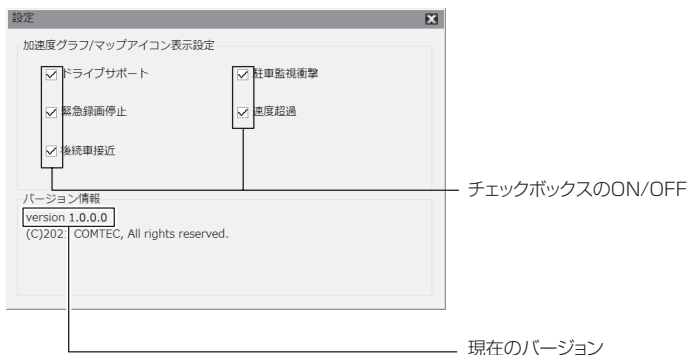 設定
加速度グラフ/マップアイコン表示設定
ドライブサポート
駐車監視衝撃
緊急録画停止
速度超過
後続車接近
チェックボックスのON/OFF
バージョン情報
version 1.0.0.0
(C)202 COMTEC, All rights reserved.
現在のバージョン